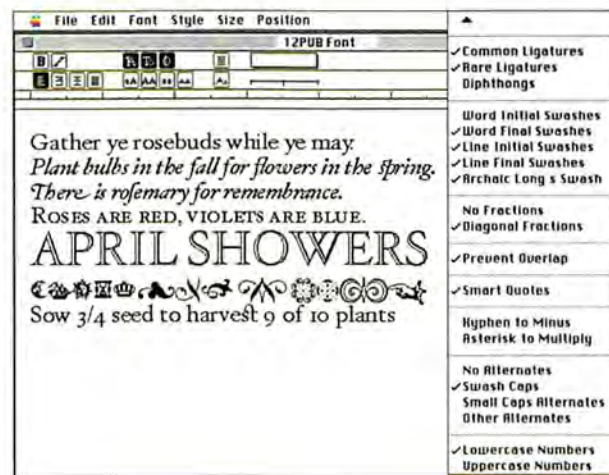 File Edit Font Style Size Position
12PUB Font
Gather ye rosebuds while ye may.
Plant bulbs in the fall for flowers in the ſpring.
There is roſemary for remembrance.
ROSES ARE RED, VIOLETS ARE BLUE.
APRIL SHOWERS
Sow 3/4 seed to harvest 9 of 10 plants
✓Common Ligatures
✓Rare Ligatures
Diphthongs
Word Initial Swashes
✓Word Final Swashes
✓Line Initial Swashes
✓Line Final Swashes
✓Archaic Long s Swash
No Fractions
✓Diagonal Fractions
✓Prevent Overlap
✓Smart Quotes
Hyphen to Minus
Asterisk to Multiply
No Alternates
✓Swash Caps
Small Caps Alternates
Other Alternates
✓Lowercase Numbers
Uppercase Numbers